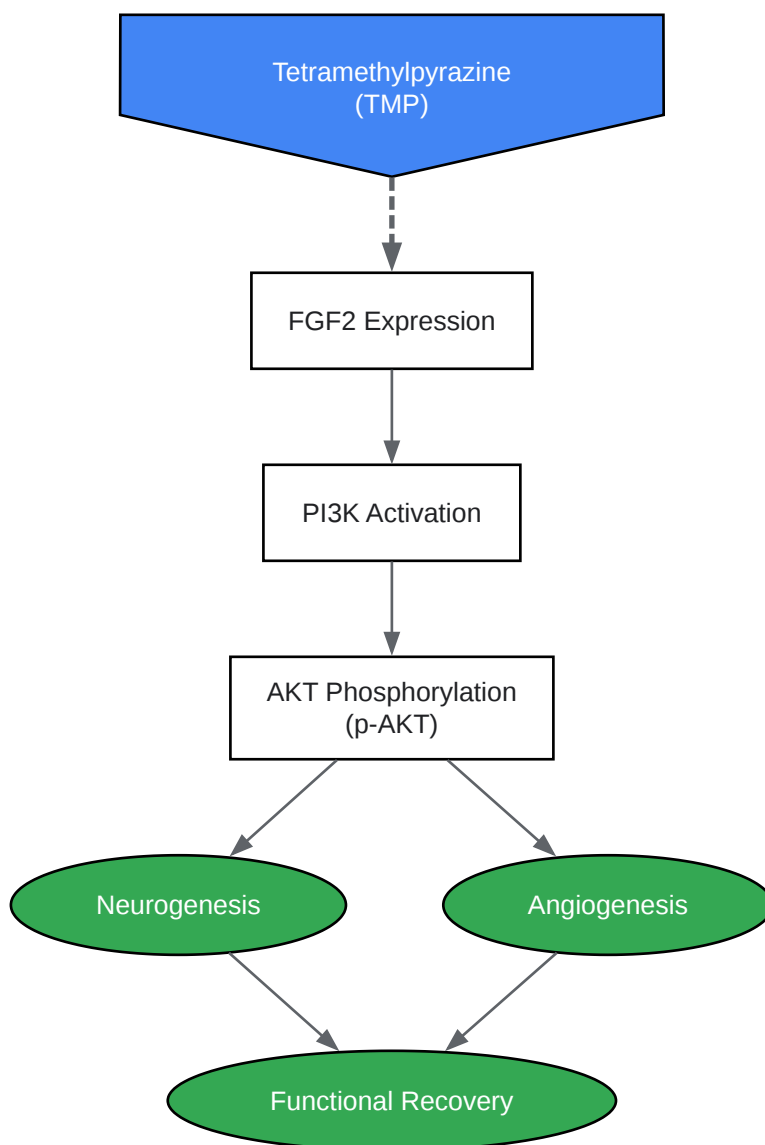 Tetramethylpyrazine
(TMP)
FGF2 Expression
PI3K Activation
AKT Phosphorylation
(p-AKT)
Neurogenesis
Angiogenesis
Functional Recovery